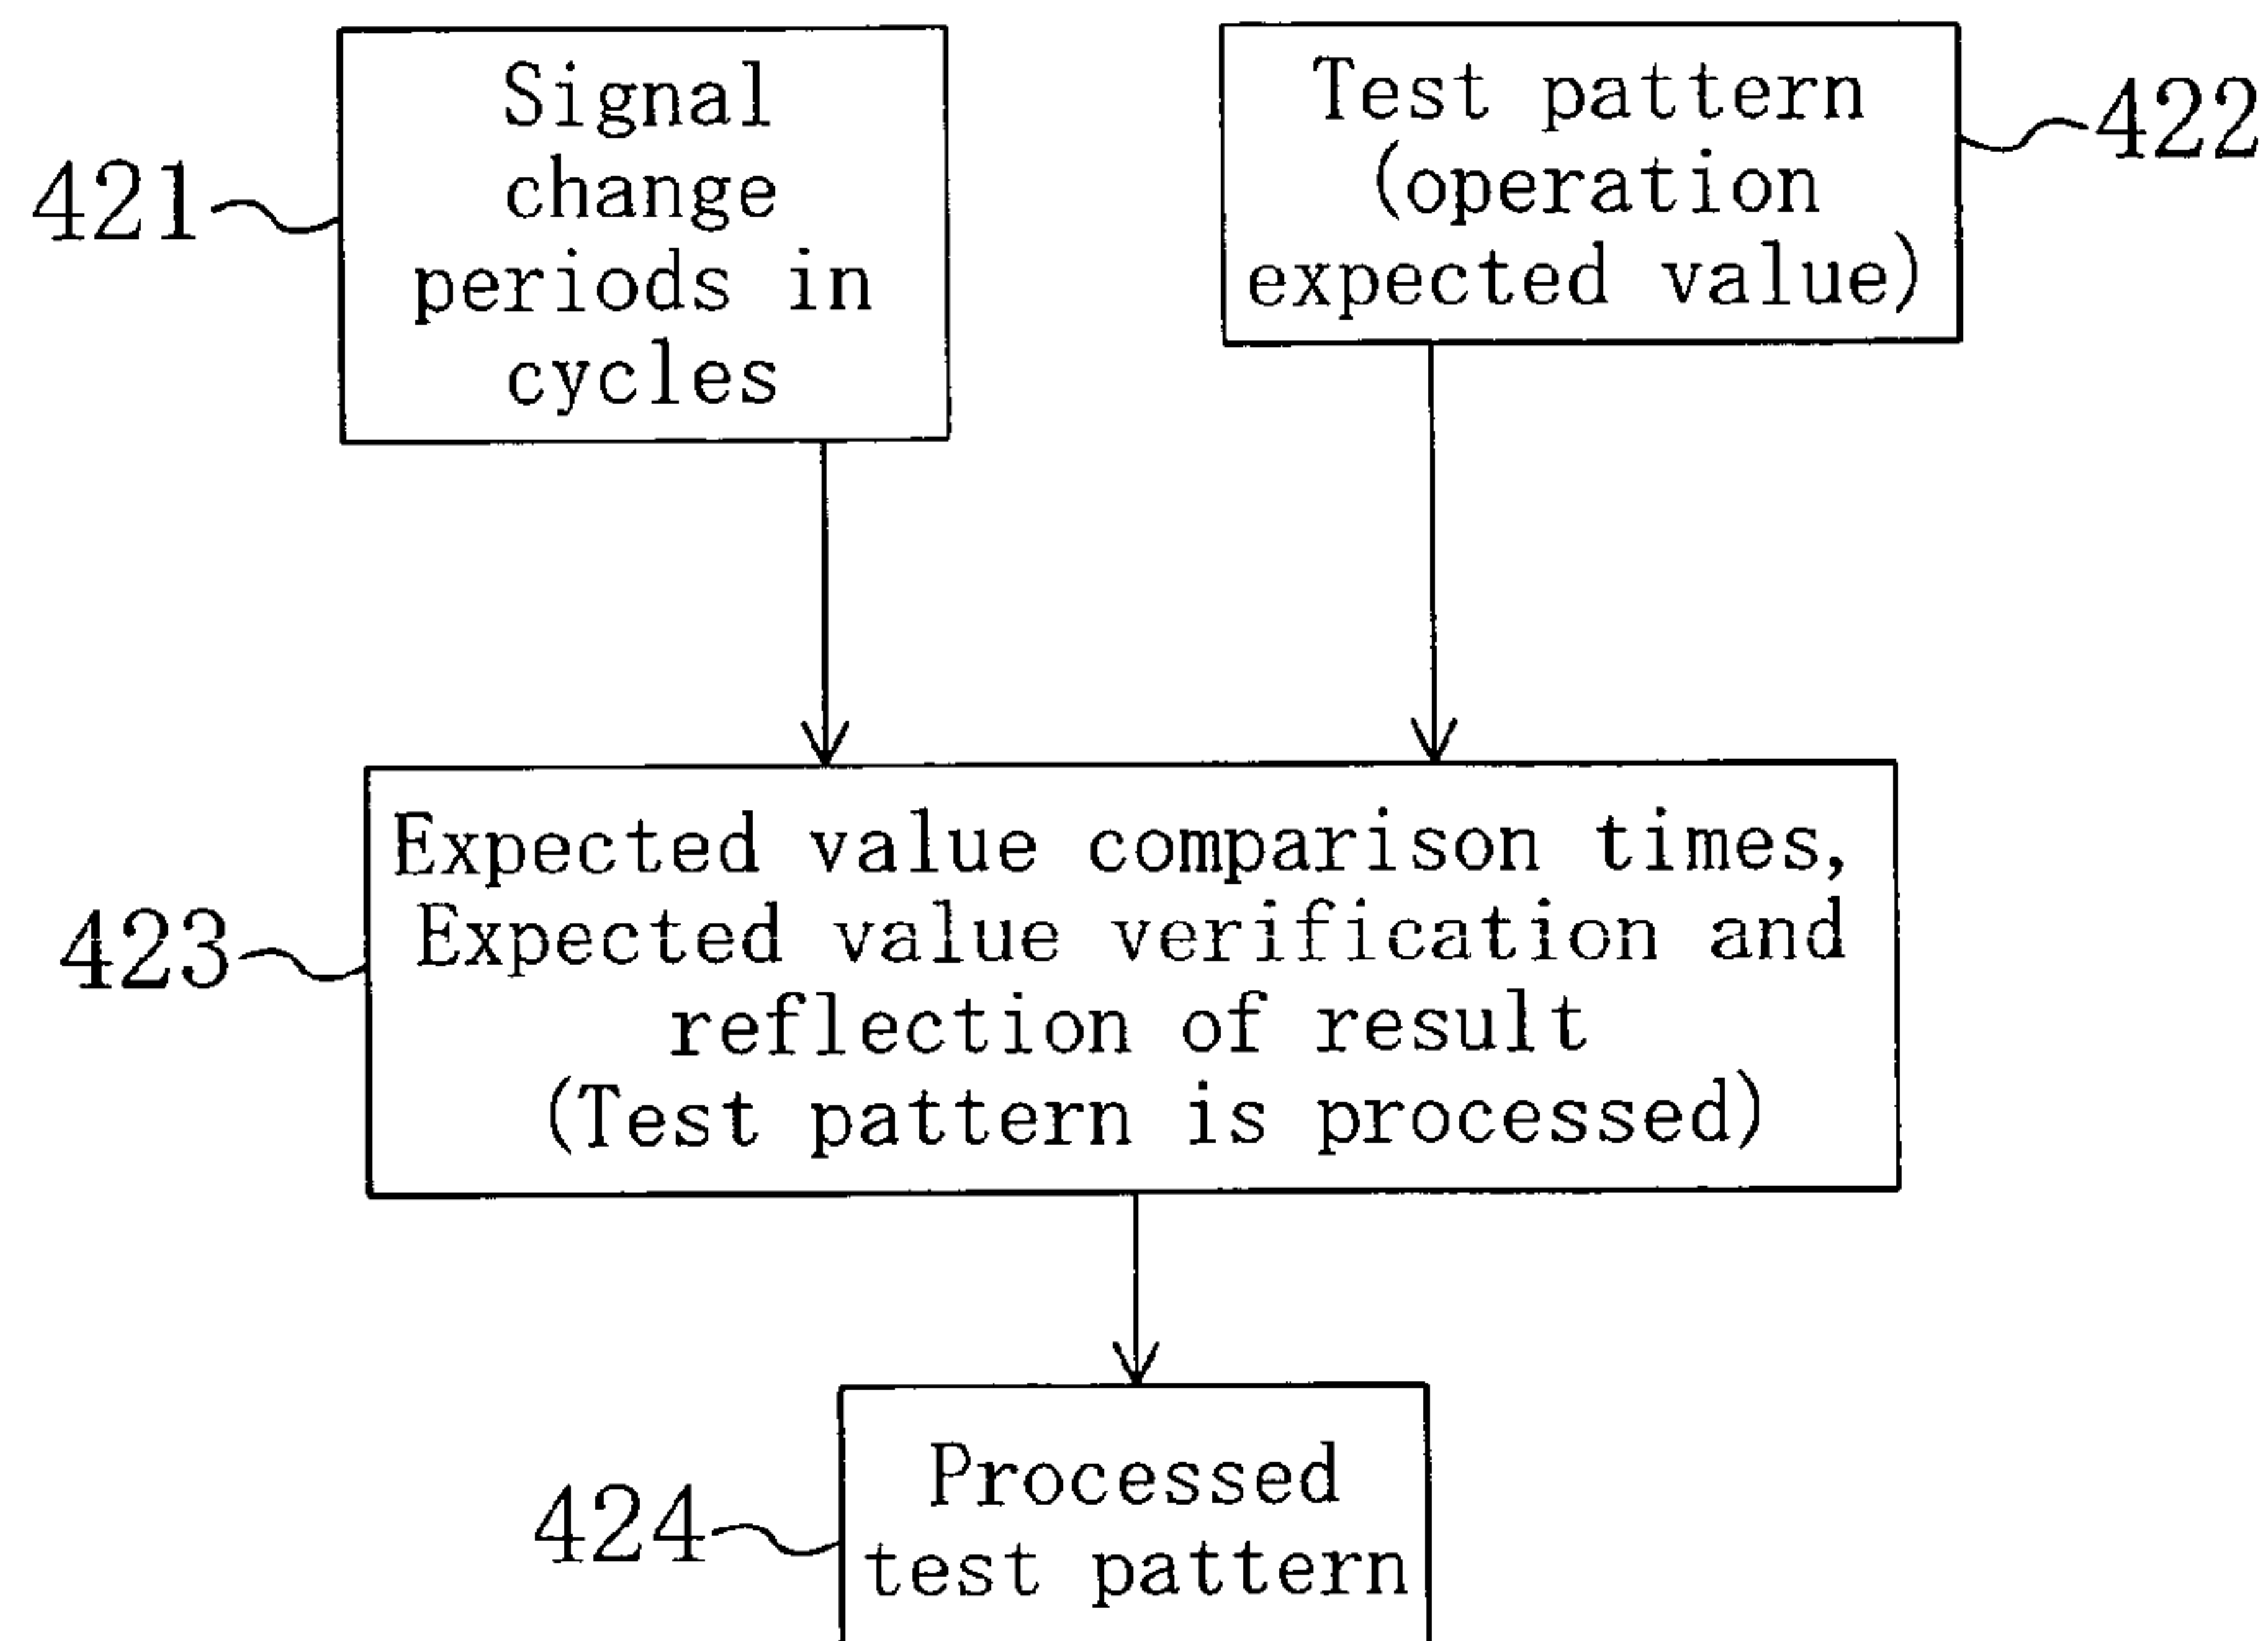 Signal
change
periods in
cycles
421
Test pattern
(operation
expected value)
422
Expected value comparison times,
Expected value verification and
reflection of result
(Test pattern is processed)
423
Processed
test pattern
424